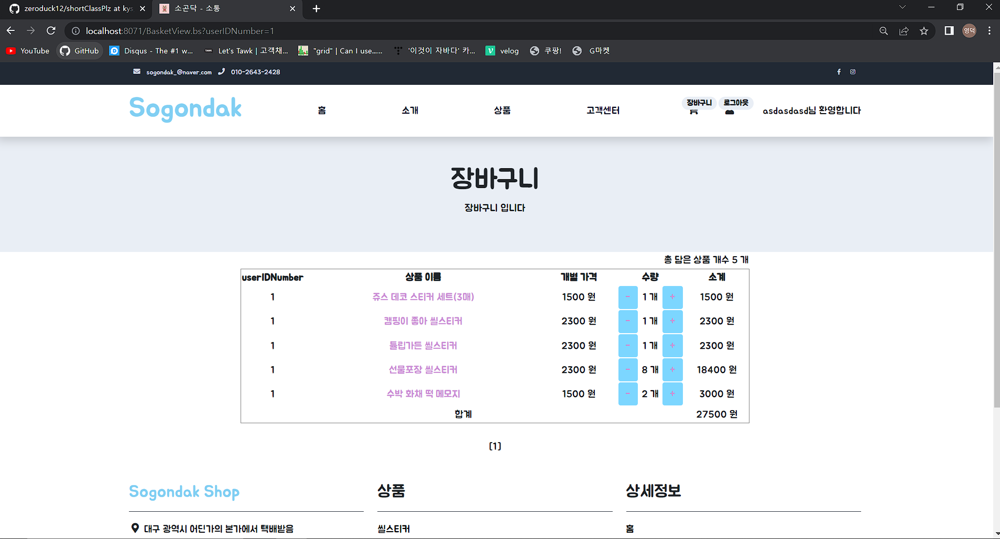 zeroduck12/shortClassPlz at kys
소곤닥 - 소통
localhost:8071/BasketView.bs?userIDNumber=1
영덕
YouTube
GitHub
Disqus - The #1 w...
Let's Tawk | 고객채...
"grid" | Can I use......
'이것이 자바다' 카...
velog
쿠팡!
G마켓
sogondak_@naver.com 010-2643-2428
Sogondak
홈
소개
상품
고객센터
장바구니
로그아웃
asdasdasd님 환영합니다
장바구니
장바구니 입니다
총 담은 상품 개수 5 개
userIDNumber 상품 이름 개별 가격 수량 소계
1 쥬스 데코 스티커 세트(3매) 1500 원 - 1 개 + 1500 원
1 캠핑이 좋아 씰스티커 2300 원 - 1 개 + 2300 원
1 튤립가든 씰스티커 2300 원 - 1 개 + 2300 원
1 선물포장 씰스티커 2300 원 - 8 개 + 18400 원
1 수박 화채 떡 메모지 1500 원 - 2 개 + 3000 원
합계 27500 원
[1]
Sogondak Shop
상품
상세정보
대구 광역시 어딘가의 본가에서 택배받음
씰스티커
홈